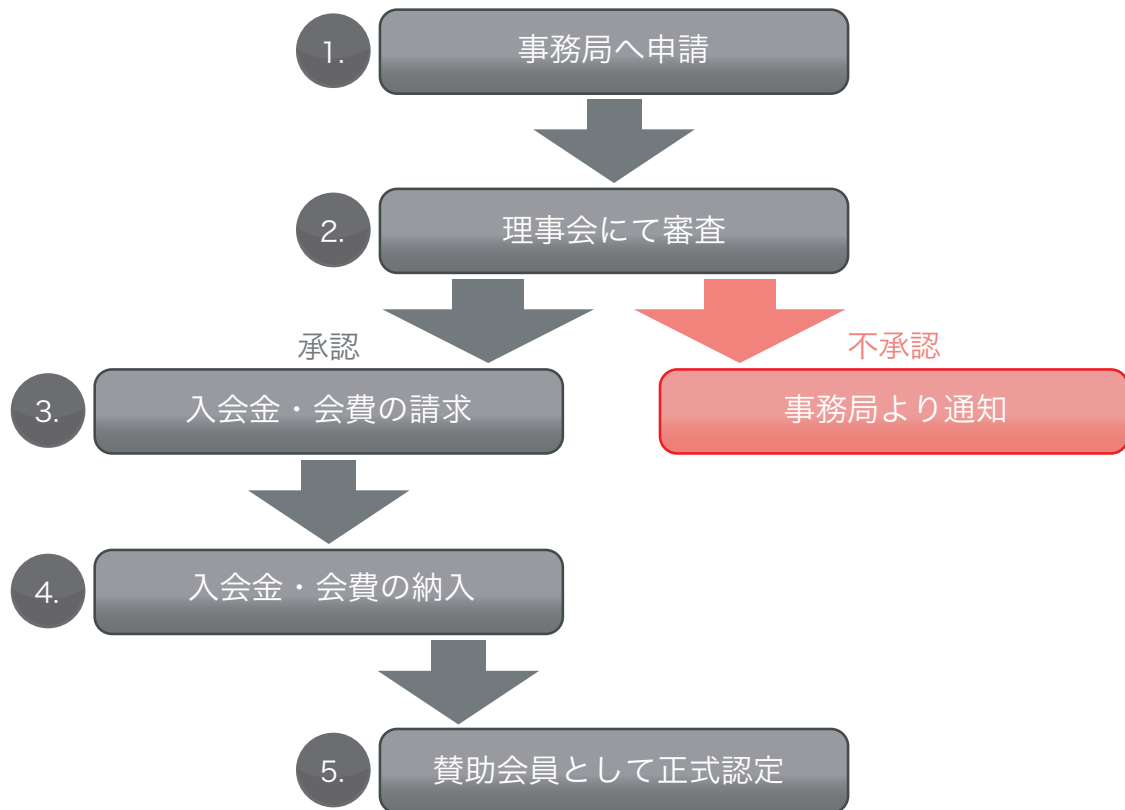 1.
事務局へ申請
2.
理事会にて審査
承認
不承認
3.
入会金・会費の請求
事務局より通知
4.
入会金・会費の納入
5.
賛助会員として正式認定